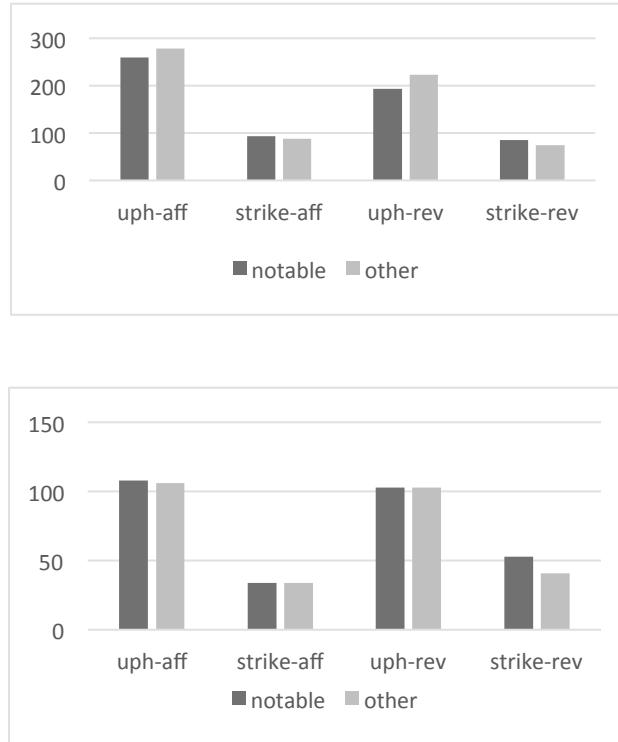 300
200
100
0
uph-aff strike-aff uph-rev strike-rev
notable other
150
100
50
0
uph-aff strike-aff uph-rev strike-rev
notable other